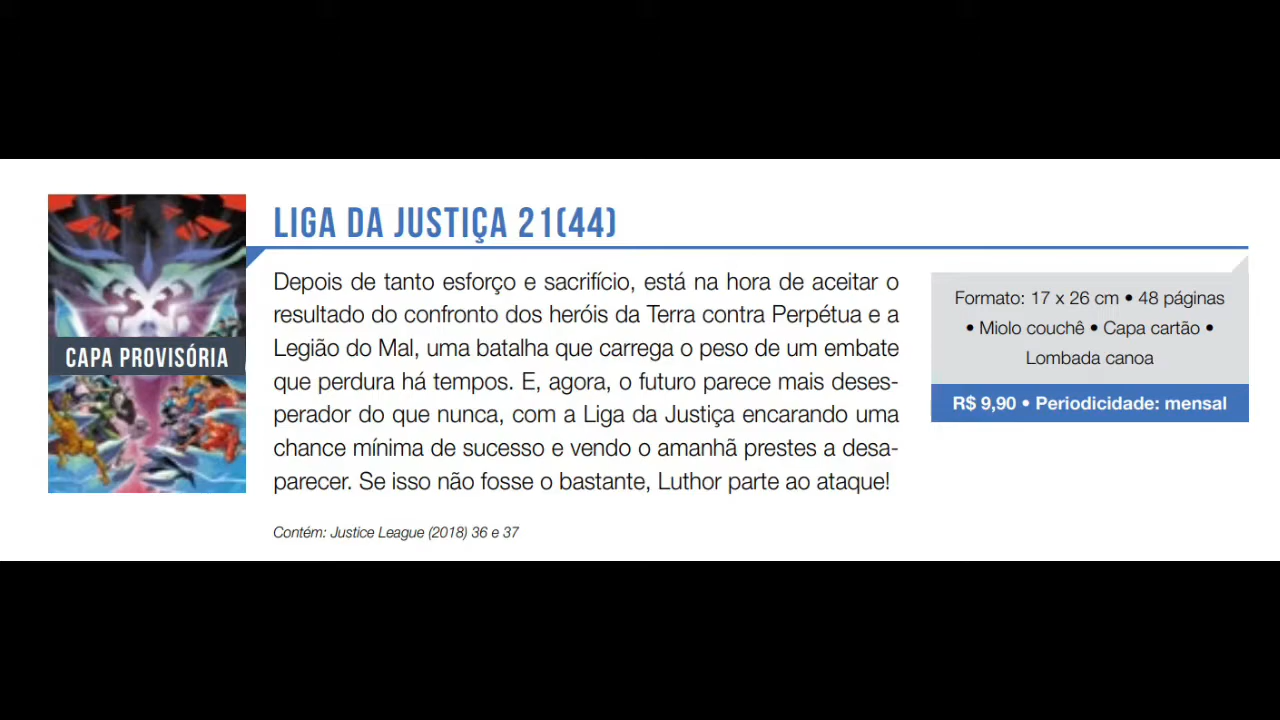 LIGA DA JUSTIÇA 21(44)
CAPA PROVISÓRIA
Depois de tanto esforço e sacrifício, está na hora de aceitar o
resultado do confronto dos heróis da Terra contra Perpétua e a
Legião do Mal, uma batalha que carrega o peso de um embate
que perdura há tempos. E, agora, o futuro parece mais deses-
perador do que nunca, com a Liga da Justiça encarando uma
chance mínima de sucesso e vendo o amanhã prestes a desa-
parecer. Se isso não fosse o bastante, Luthor parte ao ataque!
Contém: Justice League (2018) 36 e 37
Formato: 17 x 26 cm • 48 páginas
• Miolo couchê • Capa cartão •
Lombada canoa
R$ 9,90 • Periodicidade: mensal